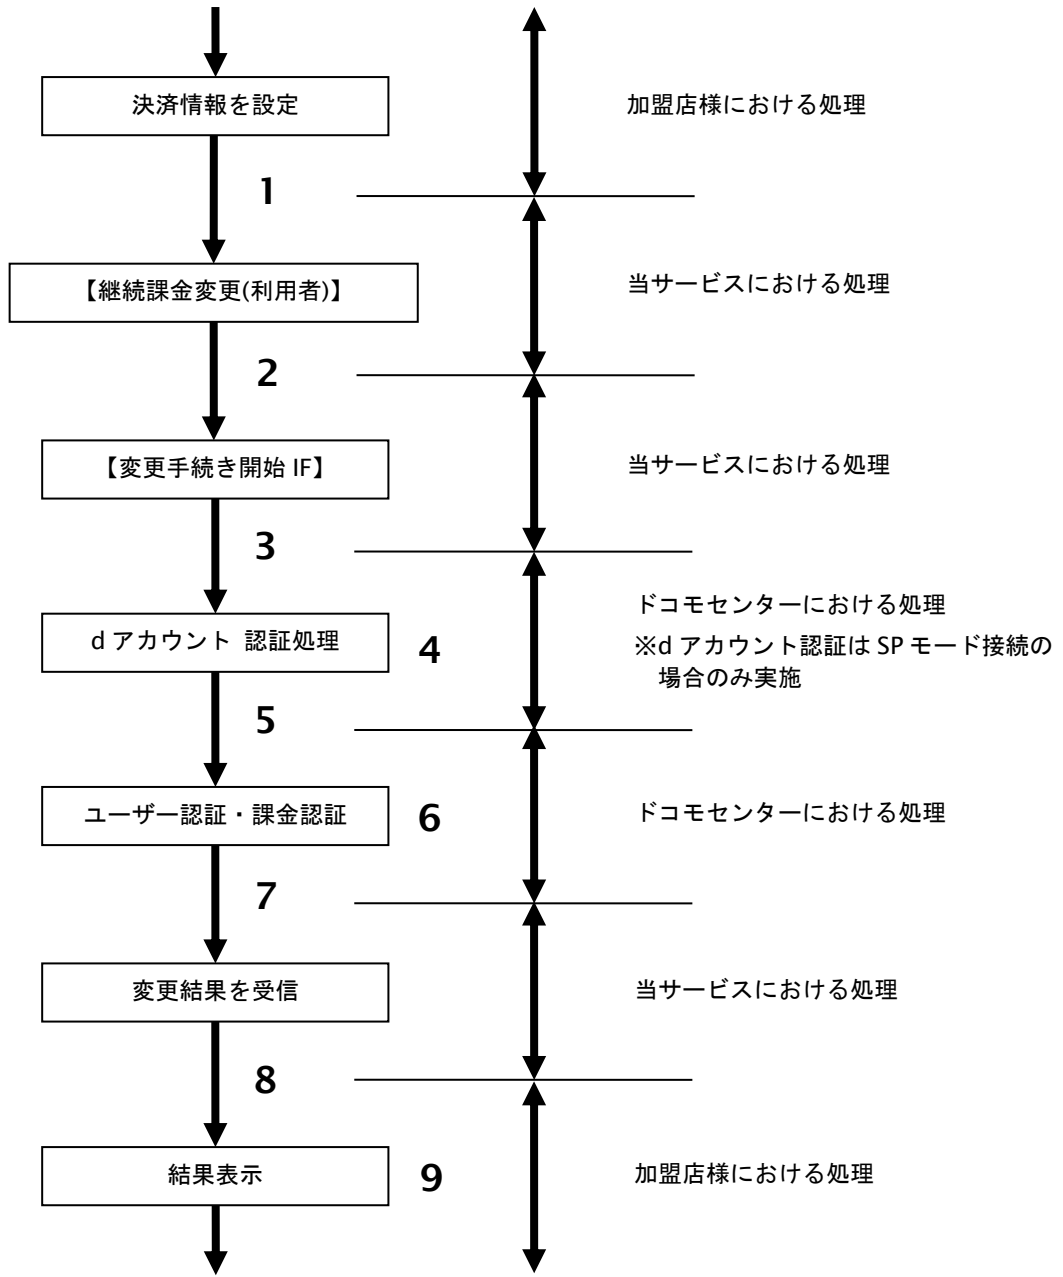 決済情報を設定
加盟店様における処理
1
【継続課金変更(利用者)】
当サービスにおける処理
2
【変更手続き開始 IF】
当サービスにおける処理
3
d アカウント 認証処理
4
ドコモセンターにおける処理
※d アカウント認証は SP モード接続の
場合のみ実施
5
ユーザー認証・課金認証
6
ドコモセンターにおける処理
7
変更結果を受信
当サービスにおける処理
8
結果表示
9
加盟店様における処理